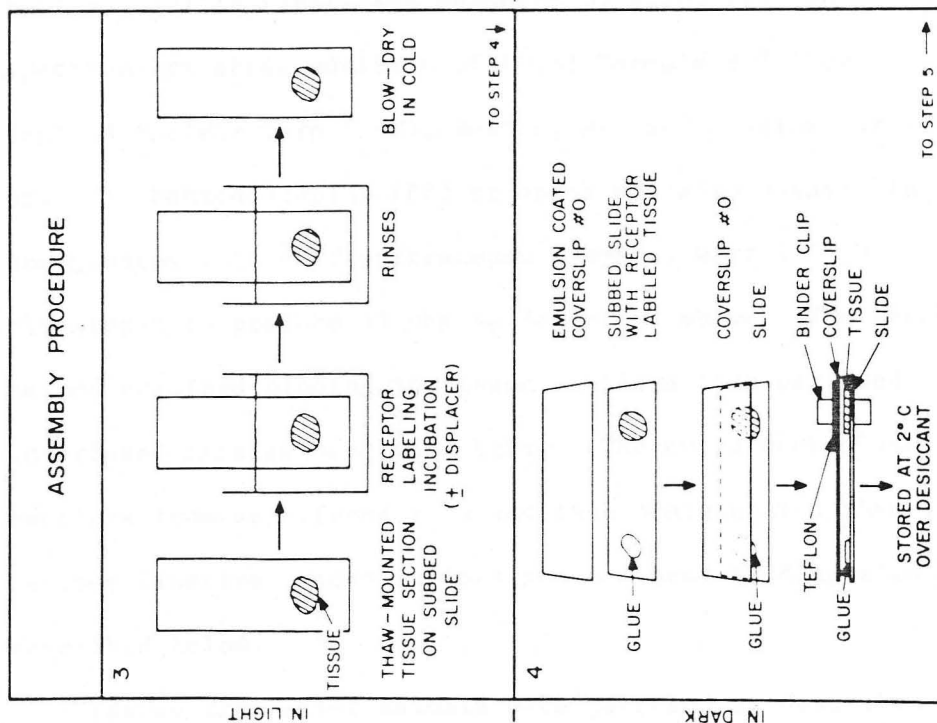 ASSEMBLY PROCEDURE
IN LIGHT
3
TISSUE
THAW-MOUNTED
TISSUE SECTION
ON SUBBED
SLIDE
RECEPTOR
LABELING
INCUBATION
(± DISPLACER)
RINSES
BLOW-DRY
IN COLD
TO STEP 4
IN DARK
4
EMULSION COATED
COVERSLIP #0
SUBBED SLIDE
WITH RECEPTOR
LABELED TISSUE
GLUE
COVERSLIP #0
SLIDE
GLUE
BINDER CLIP
COVERSLIP
TISSUE
SLIDE
TEFLON
GLUE
STORED AT 2°C
OVER DESICCANT
TO STEP 5